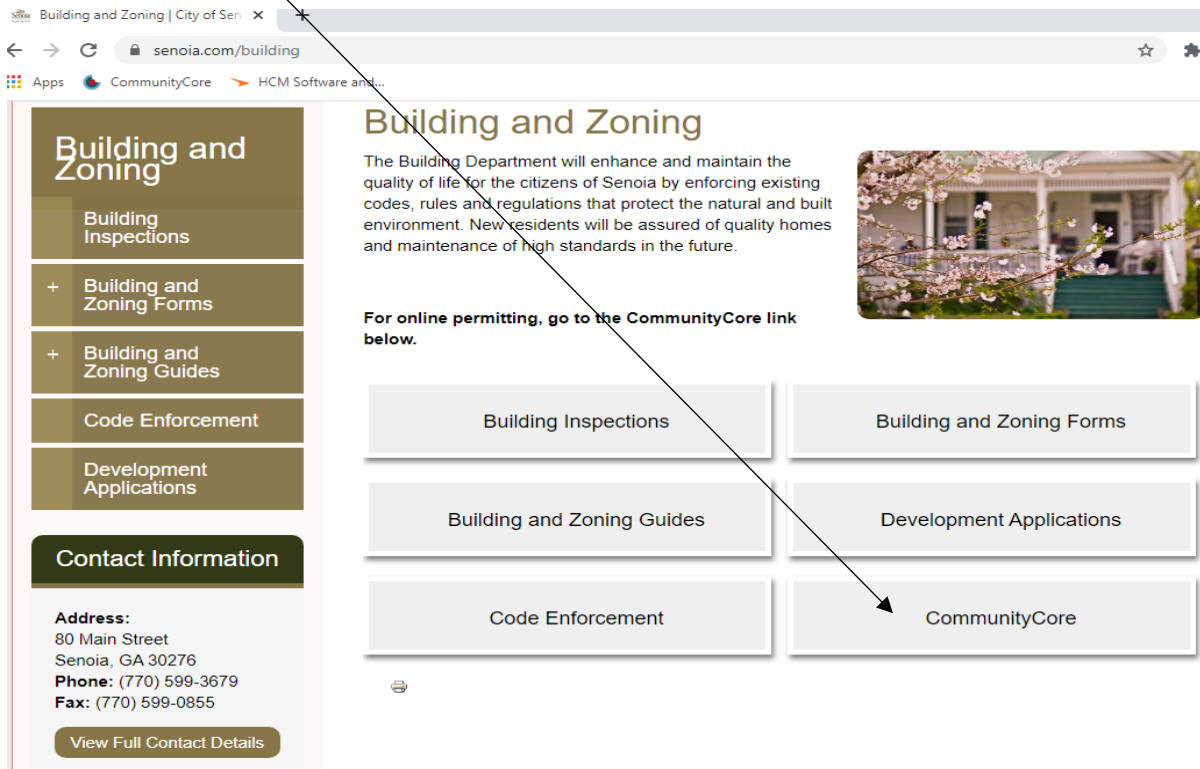 Building and Zoning | City of Sen
senoia.com/building
Apps CommunityCore HCM Software and...
Building and
Zoning
Building
Inspections
+ Building and
Zoning Forms
+ Building and
Zoning Guides
Code Enforcement
Development
Applications
Contact Information
Address:
80 Main Street
Senoia, GA 30276
Phone: (770) 599-3679
Fax: (770) 599-0855
View Full Contact Details
Building and Zoning
The Building Department will enhance and maintain the
quality of life for the citizens of Senoia by enforcing existing
codes, rules and regulations that protect the natural and built
environment. New residents will be assured of quality homes
and maintenance of high standards in the future.
For online permitting, go to the CommunityCore link
below.
Building Inspections
Building and Zoning Forms
Building and Zoning Guides
Development Applications
Code Enforcement
CommunityCore